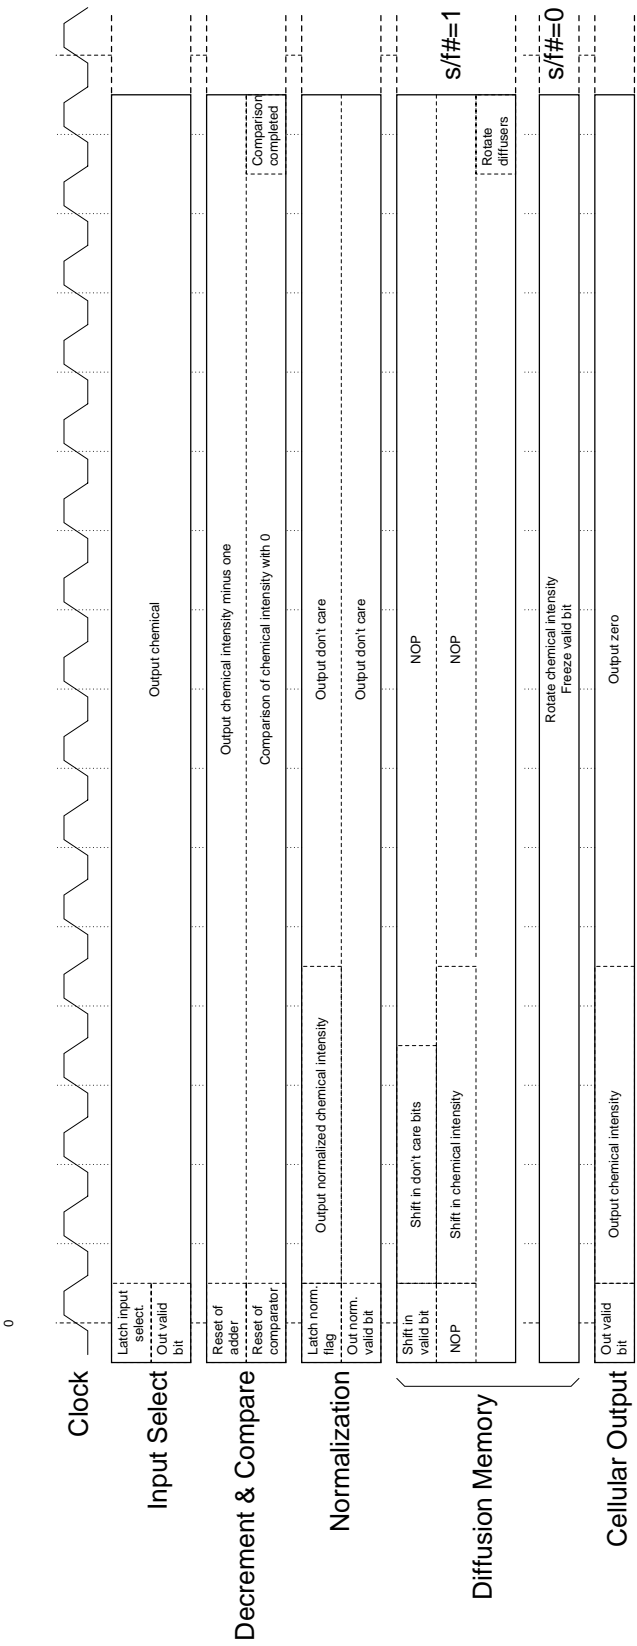 0
Clock
Input Select
Latch input
select.
Out valid
bit
Output chemical
Decrement & Compare
Reset of
adder
Reset of
comparator
Output chemical intensity minus one
Comparison of chemical intensity with 0
Comparison
completed
Normalization
Latch norm.
flag
Out norm.
valid bit
Output normalized chemical intensity
Output don't care
Output don't care
Diffusion Memory
Shift in
valid bit
NOP
Shift in don't care bits
Shift in chemical intensity
NOP
NOP
Rotate
diffusers
s/f#=1
Rotate chemical intensity
Freeze valid bit
s/f#=0
Cellular Output
Out valid
bit
Output chemical intensity
Output zero